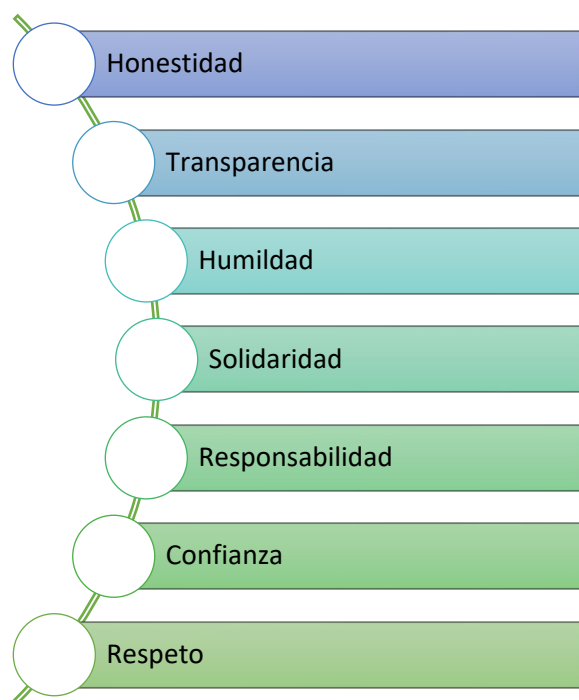 Honestidad
Transparencia
Humildad
Solidaridad
Responsabilidad
Confianza
Respeto